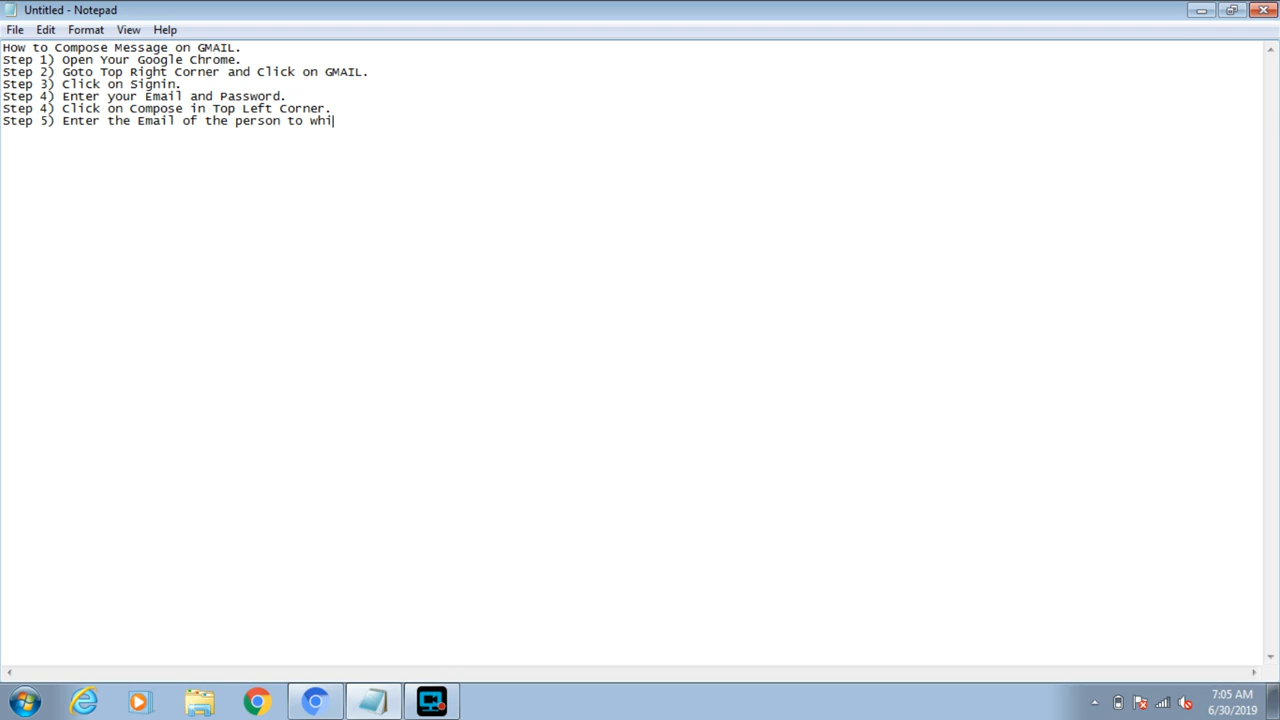 Untitled - Notepad
File Edit Format View Help
How to Compose Message on GMAIL.
Step 1) Open Your Google Chrome.
Step 2) Goto Top Right Corner and Click on GMAIL.
Step 3) Click on Signin.
Step 4) Enter your Email and Password.
Step 4) Click on Compose in Top Left Corner.
Step 5) Enter the Email of the person to whi
7:05 AM
6/30/2019